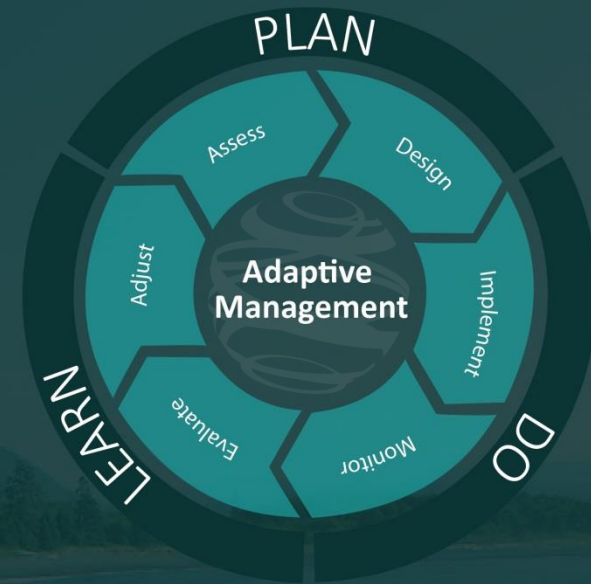 PLAN
Assess
Design
Adjust
Adaptive
Management
Implement
Evaluate
Monitor
LEARN
DO